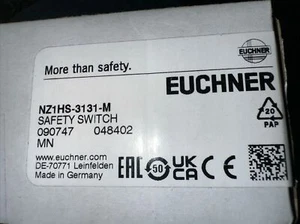 EUCHNER
More than safety.
EUCHNER
NZ1HS-3131-M
SAFETY SWITCH
090747 048402
MN
www.euchner.com
DE-70771 Leinfelden
Made in Germany
20
PAP
EAC
50
UK
CA
CE